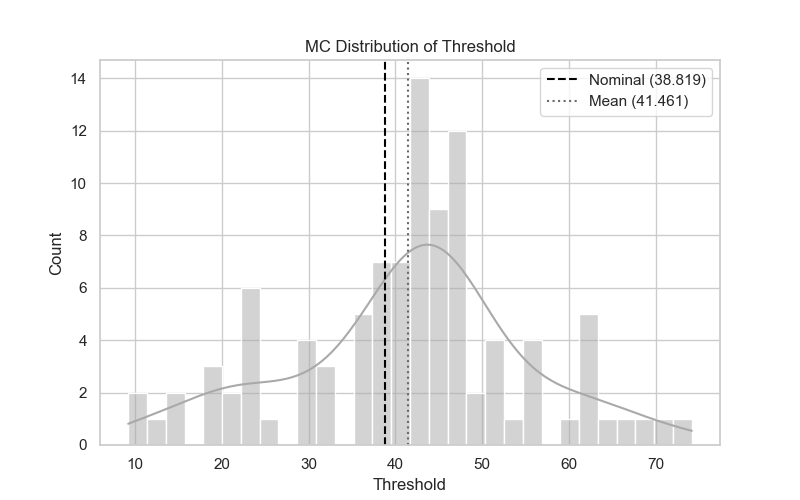 MC Distribution of Threshold
Nominal (38.819)
Mean (41.461)
Count
14
12
10
8
6
4
2
0
10 20 30 40 50 60 70
Threshold